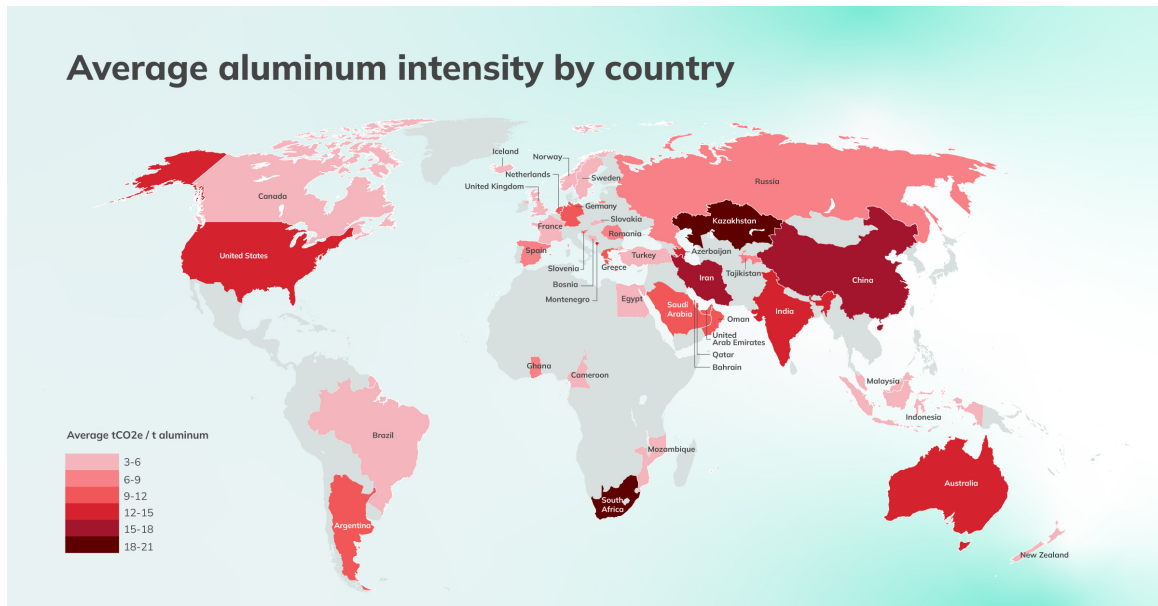 Average aluminum intensity by country
Iceland
Norway
Netherlands
Sweden
United Kingdom
Germany
Canada
Russia
Slovakia
France
Romania
Kazakhstan
United States
Spain
Turkey
Azerbaijan
Greece
Slovenia
Tajikistan
Iran
China
Bosnia
Montenegro
Egypt
Saudi
Arabia
India
Oman
United
Arab Emirates
Qatar
Bahrain
Ghana
Cameroon
Malaysia
Indonesia
Brazil
Mozambique
Australia
South
Africa
Argentina
New Zealand
Average tCO2e / t aluminum
3-6
6-9
9-12
12-15
15-18
18-21